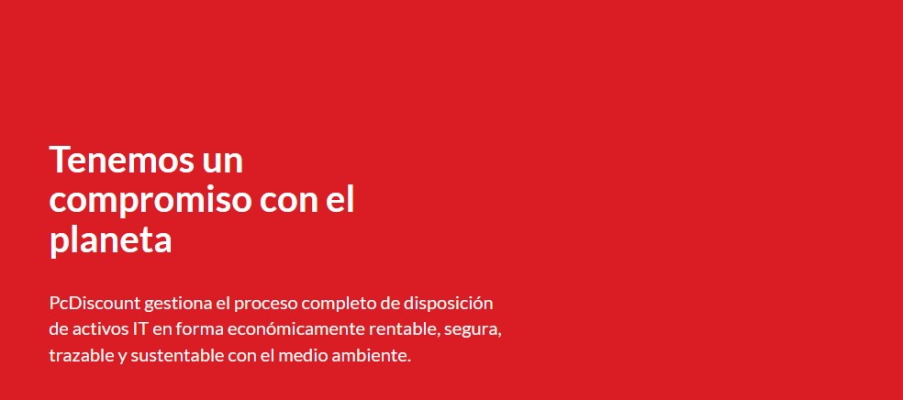 Tenemos un
compromiso con el
planeta
PcDiscount gestiona el proceso completo de disposición
de activos IT en forma económicamente rentable, segura,
trazable y sustentable con el medio ambiente.